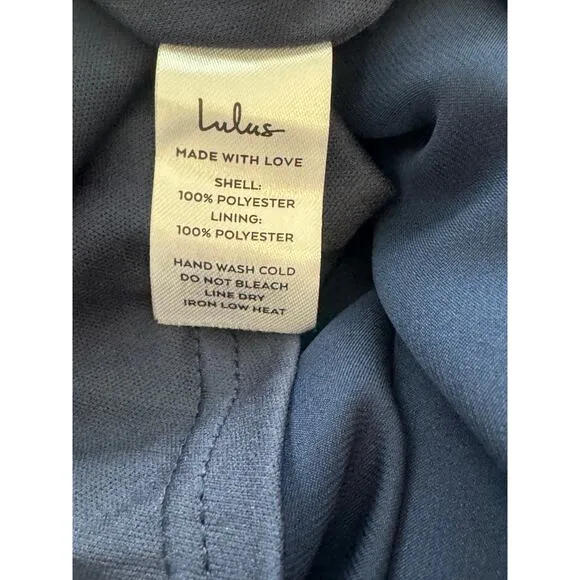 Lulus
MADE WITH LOVE
SHELL:
100% POLYESTER
LINING:
100% POLYESTER
HAND WASH COLD
DO NOT BLEACH
LINE DRY
IRON LOW HEAT